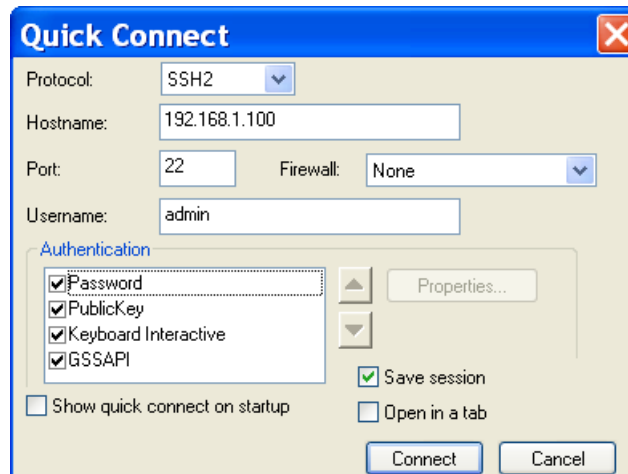 Quick Connect
Protocol: SSH2
Hostname: 192.168.1.100
Port: 22 Firewall: None
Username: admin
Authentication
Password
PublicKey
Properties...
Keyboard Interactive
GSSAPI
Save session
Show quick connect on startup
Open in a tab
Connect Cancel